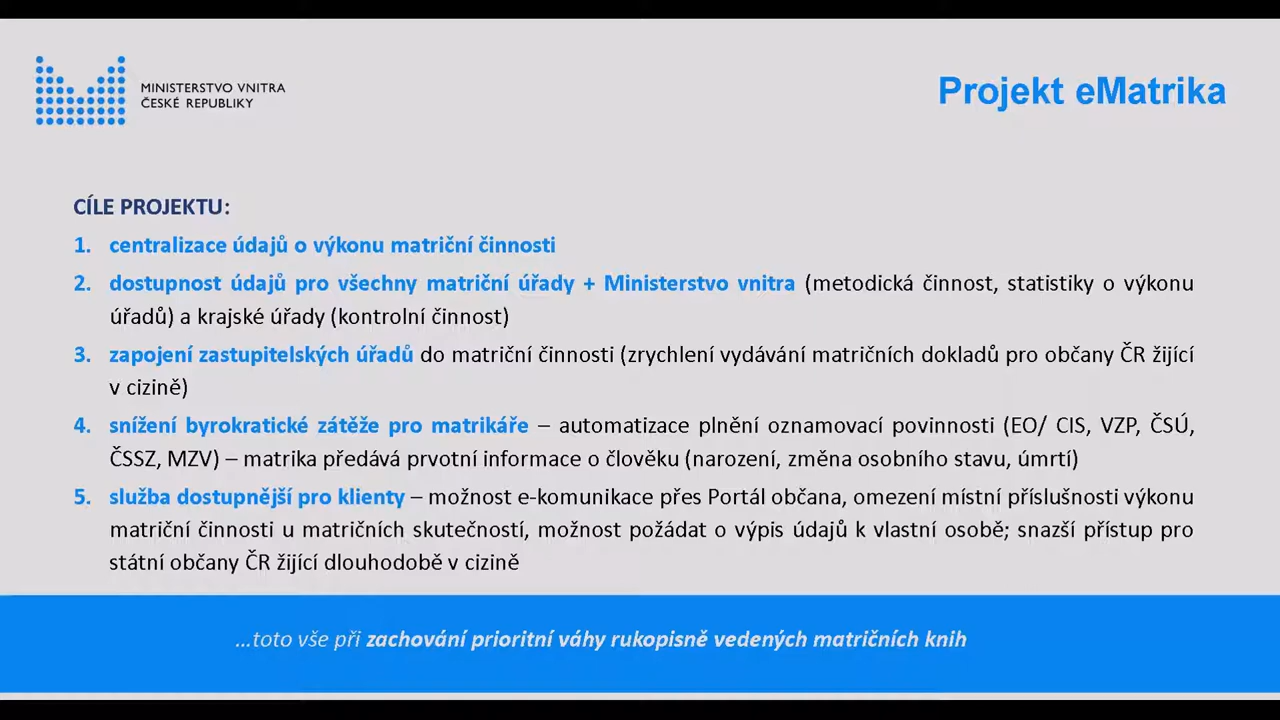 MINISTERSTVO VNITRA
ČESKÉ REPUBLIKY
Projekt eMatrika
CÍLE PROJEKTU:
1. centralizace údajů o výkonu matriční činnosti
2. dostupnost údajů pro všechny matriční úřady + Ministerstvo vnitra (metodická činnost, statistiky o výkonu
úřadů) a krajské úřady (kontrolní činnost)
3. zapojení zastupitelských úřadů do matriční činnosti (zrychlení vydávání matričních dokladů pro občany ČR žijící
v cizině)
4. snížení byrokratické zátěže pro matrikáře – automatizace plnění oznamovací povinnosti (EO/ CIS, VZP, ČSÚ,
ČSSZ, MZV) – matrika předává prvotní informace o člověku (narození, změna osobního stavu, úmrtí)
5. služba dostupnější pro klienty – možnost e-komunikace přes Portál občana, omezení místní příslušnosti výkonu
matriční činnosti u matričních skutečností, možnost požádat o výpis údajů k vlastní osobě; snazší přístup pro
státní občany ČR žijící dlouhodobě v cizině
...toto vše při zachování prioritní váhy rukopisně vedených matričních knih